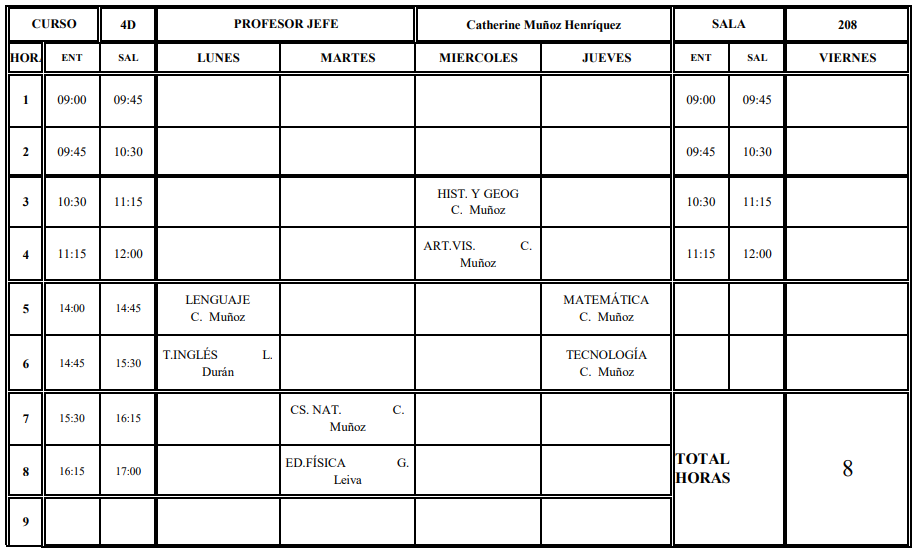 CURSO 4D PROFESOR JEFE Catherine Muñoz Henríquez SALA 208
HORA ENT SAL LUNES MARTES MIERCOLES JUEVES ENT SAL VIERNES
1 09:00 09:45 09:00 09:45
2 09:45 10:30 09:45 10:30
3 10:30 11:15 HIST. Y GEOG 10:30 11:15
C. Muñoz
4 11:15 12:00 ART.VIS. C. 11:15 12:00
Muñoz
5 14:00 14:45 LENGUAJE MATEMÁTICA
C. Muñoz C. Muñoz
6 14:45 15:30 T.INGLÉS L. TECNOLOGÍA
Durán C. Muñoz
7 15:30 16:15 CS. NAT. C.
Muñoz
8 16:15 17:00 ED.FÍSICA G.
Leiva
TOTAL
HORAS 8
9